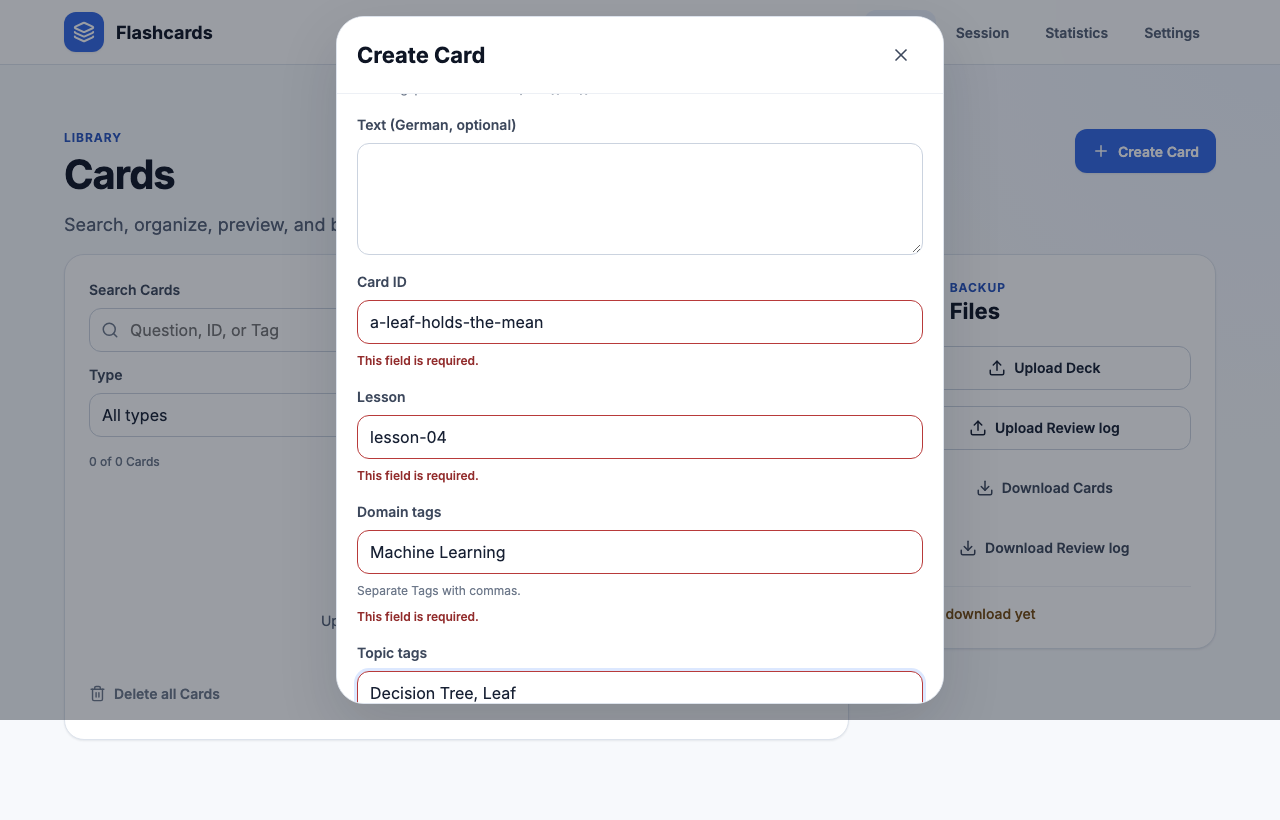 Flashcards
Session
Statistics
Settings
Create Card
LIBRARY
Cards
Search, organize, preview, and
Create Card
Text (German, optional)
Search Cards
Question, ID, or Tag
Type
All types
0 of 0 Cards
Card ID
a-leaf-holds-the-mean
This field is required.
Lesson
lesson-04
This field is required.
Domain tags
Machine Learning
Separate Tags with commas.
This field is required.
Topic tags
Decision Tree, Leaf
Delete all Cards
BACKUP
Files
Upload Deck
Upload Review log
Download Cards
Download Review log
download yet